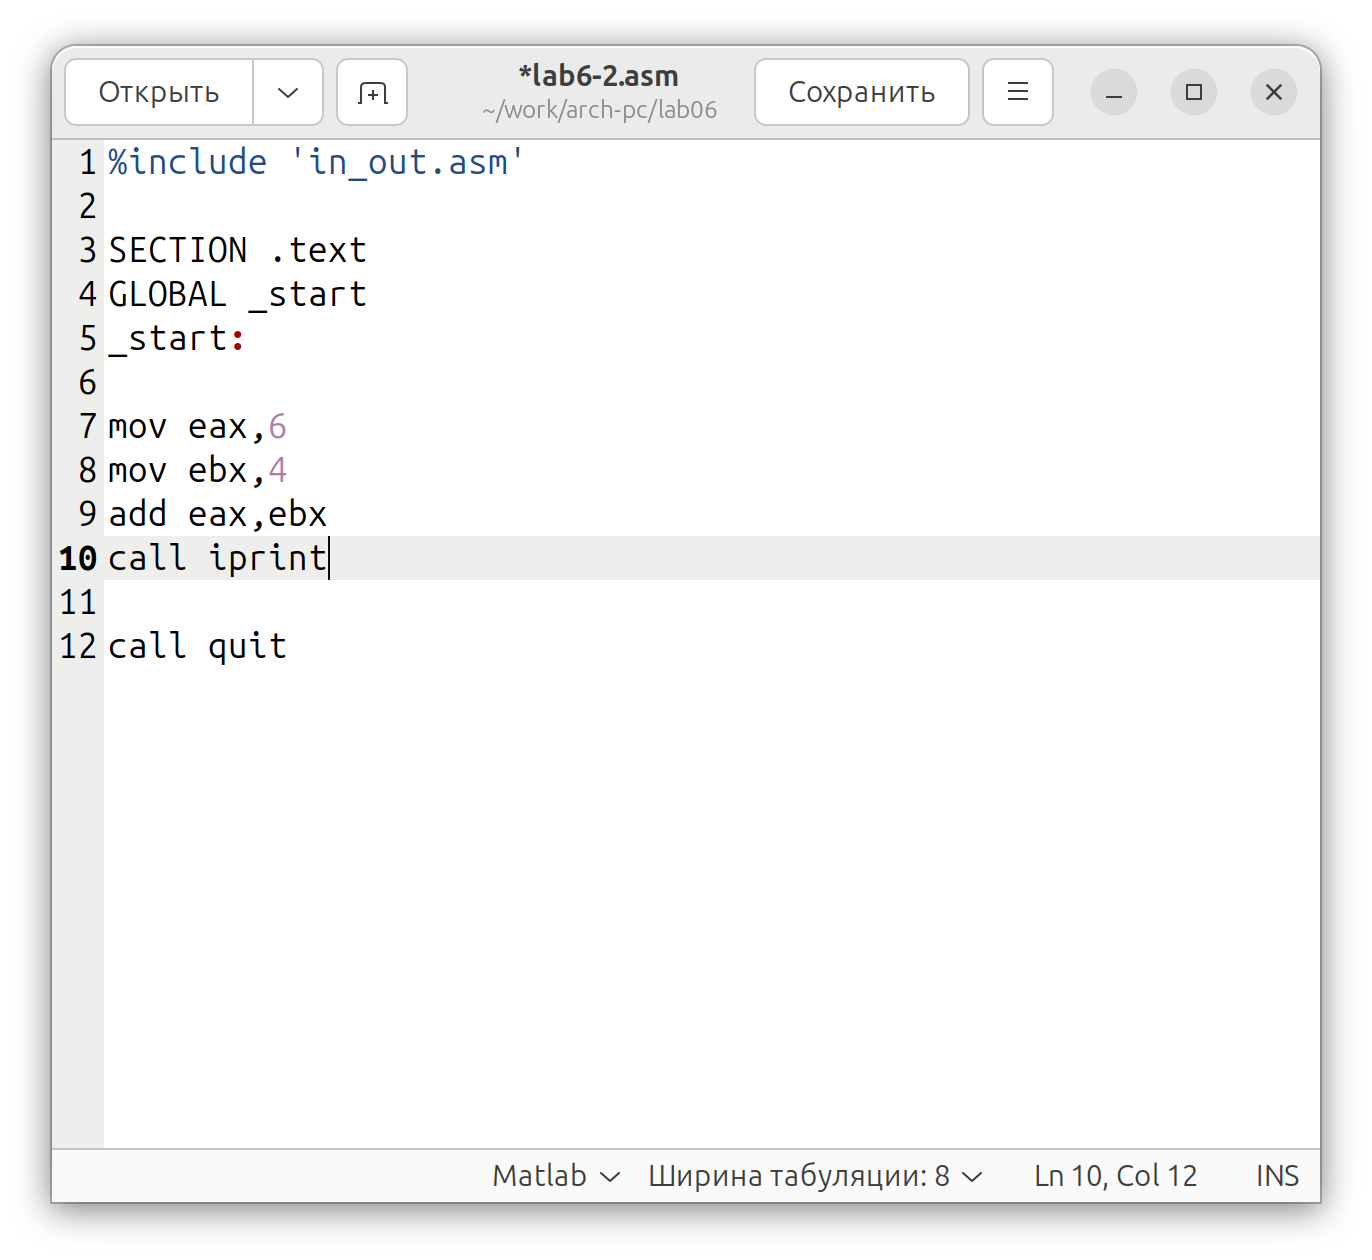 Открыть
*lab6-2.asm
~/work/arch-pc/lab06
Сохранить
1 %include 'in_out.asm'
2
3 SECTION .text
4 GLOBAL _start
5 _start:
6
7 mov eax,6
8 mov ebx,4
9 add eax,ebx
10 call iprint
11
12 call quit
Matlab Ширина табуляции: 8 Ln 10, Col 12 INS